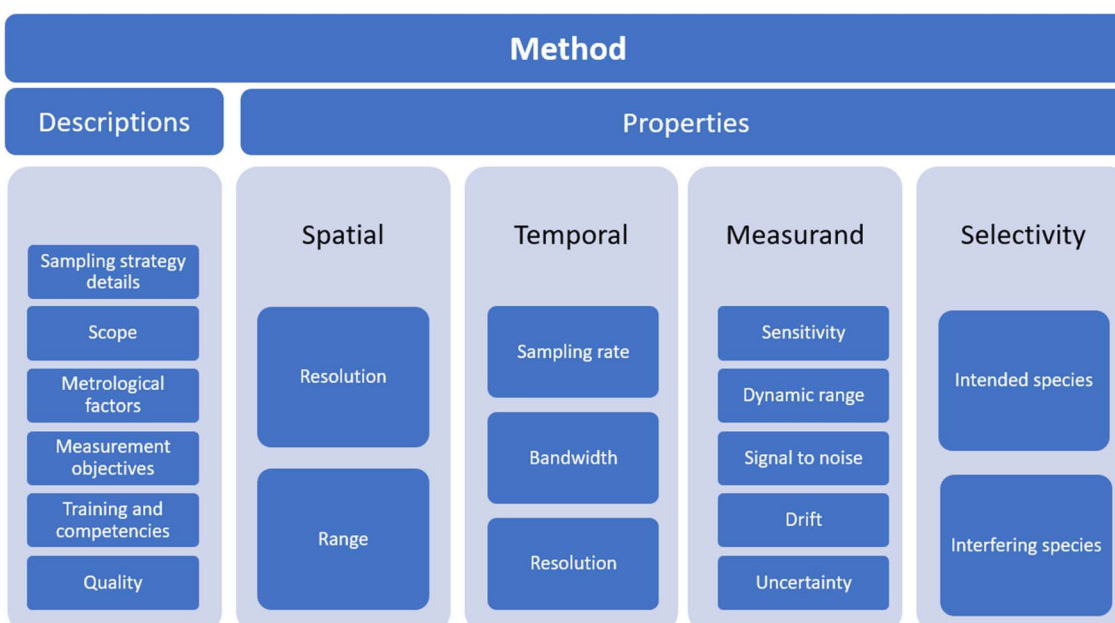 Method
Descriptions
Properties
Sampling strategy
details
Scope
Metrological
factors
Measurement
objectives
Training and
competencies
Quality
Spatial
Resolution
Range
Temporal
Sampling rate
Bandwidth
Resolution
Measurand
Sensitivity
Dynamic range
Signal to noise
Drift
Uncertainty
Selectivity
Intended species
Interfering species